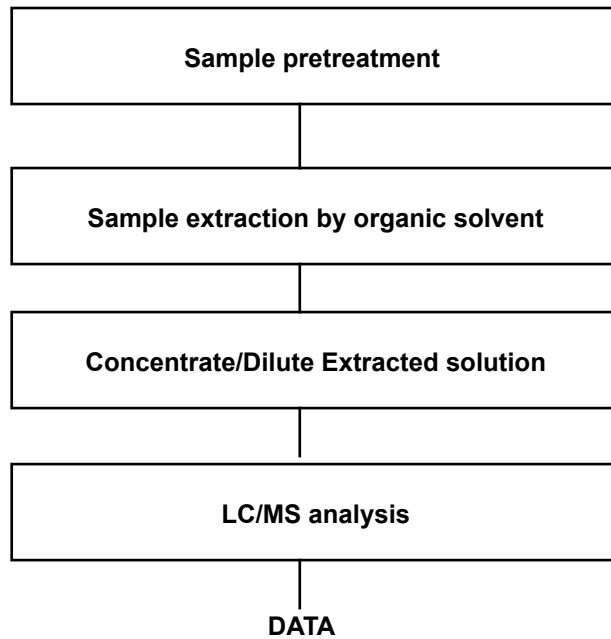 Sample pretreatment
Sample extraction by organic solvent
Concentrate/Dilute Extracted solution
LC/MS analysis
DATA